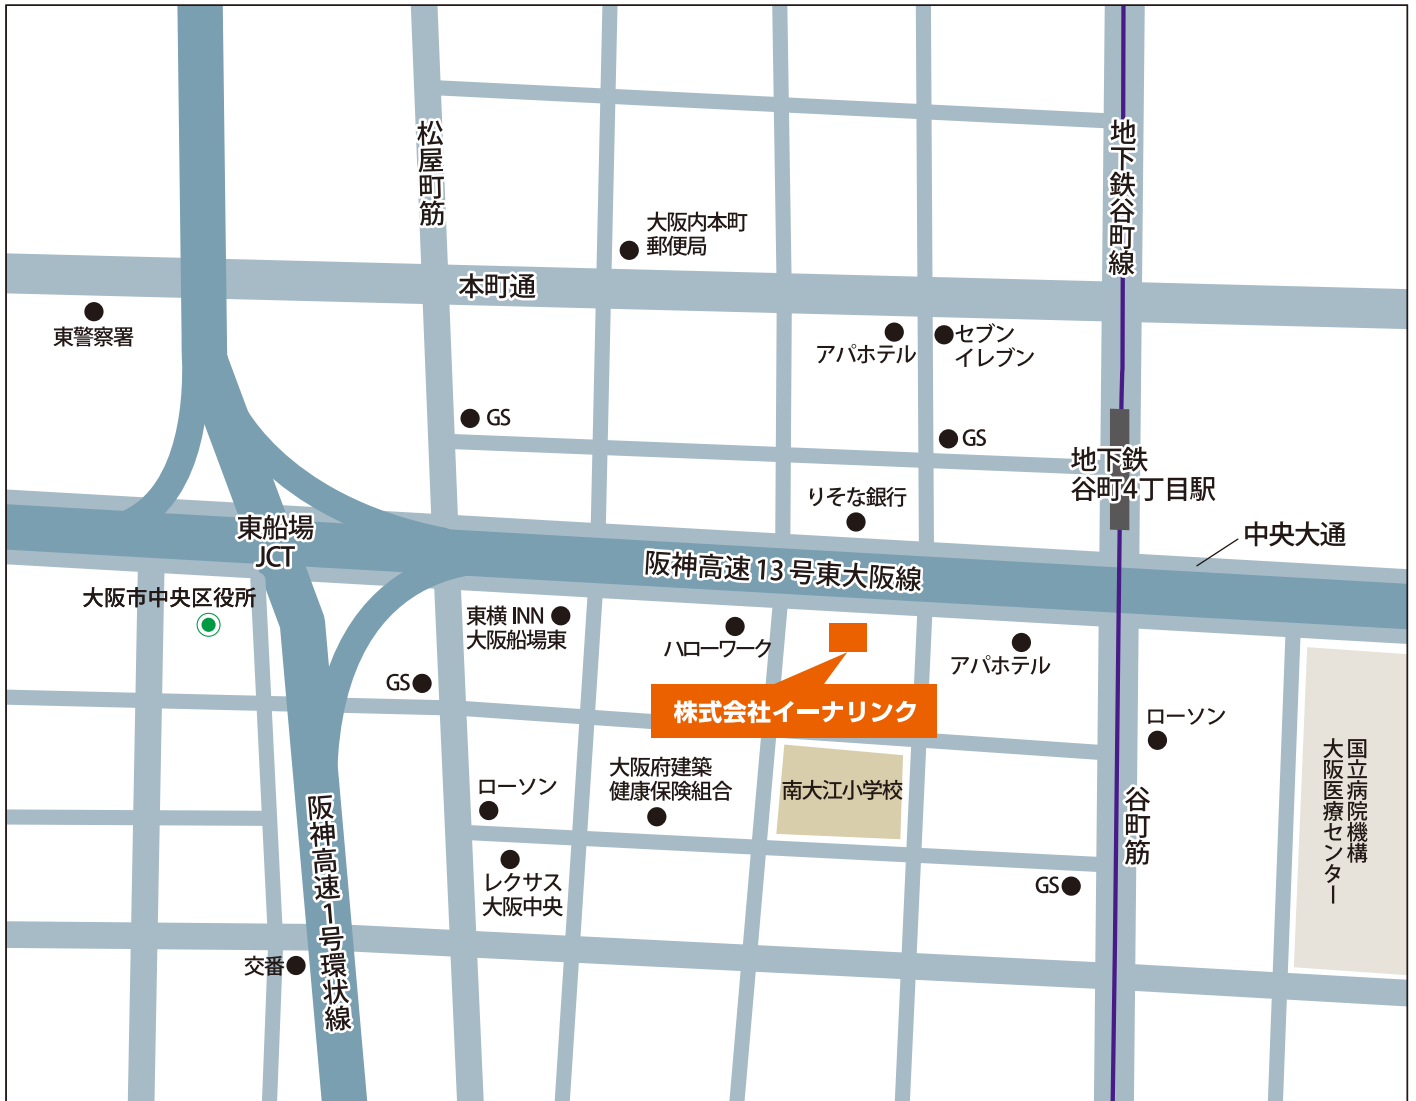 松屋町筋
地下鉄谷町線
大阪内本町
郵便局
本町通
東警察署
アパホテル
セブン
イレブン
GS
GS
地下鉄
谷町4丁目駅
りそな銀行
東船場
JCT
中央大通
阪神高速13号東大阪線
大阪市中央区役所
東横 INN
大阪船場東
ハローワーク
アパホテル
GS
株式会社イーナリンク
ローソン
国立病院機構
大阪医療センター
大阪府建築
健康保険組合
ローソン
南大江小学校
谷町筋
阪神高速1号環状線
レクサス
大阪中央
GS
交番